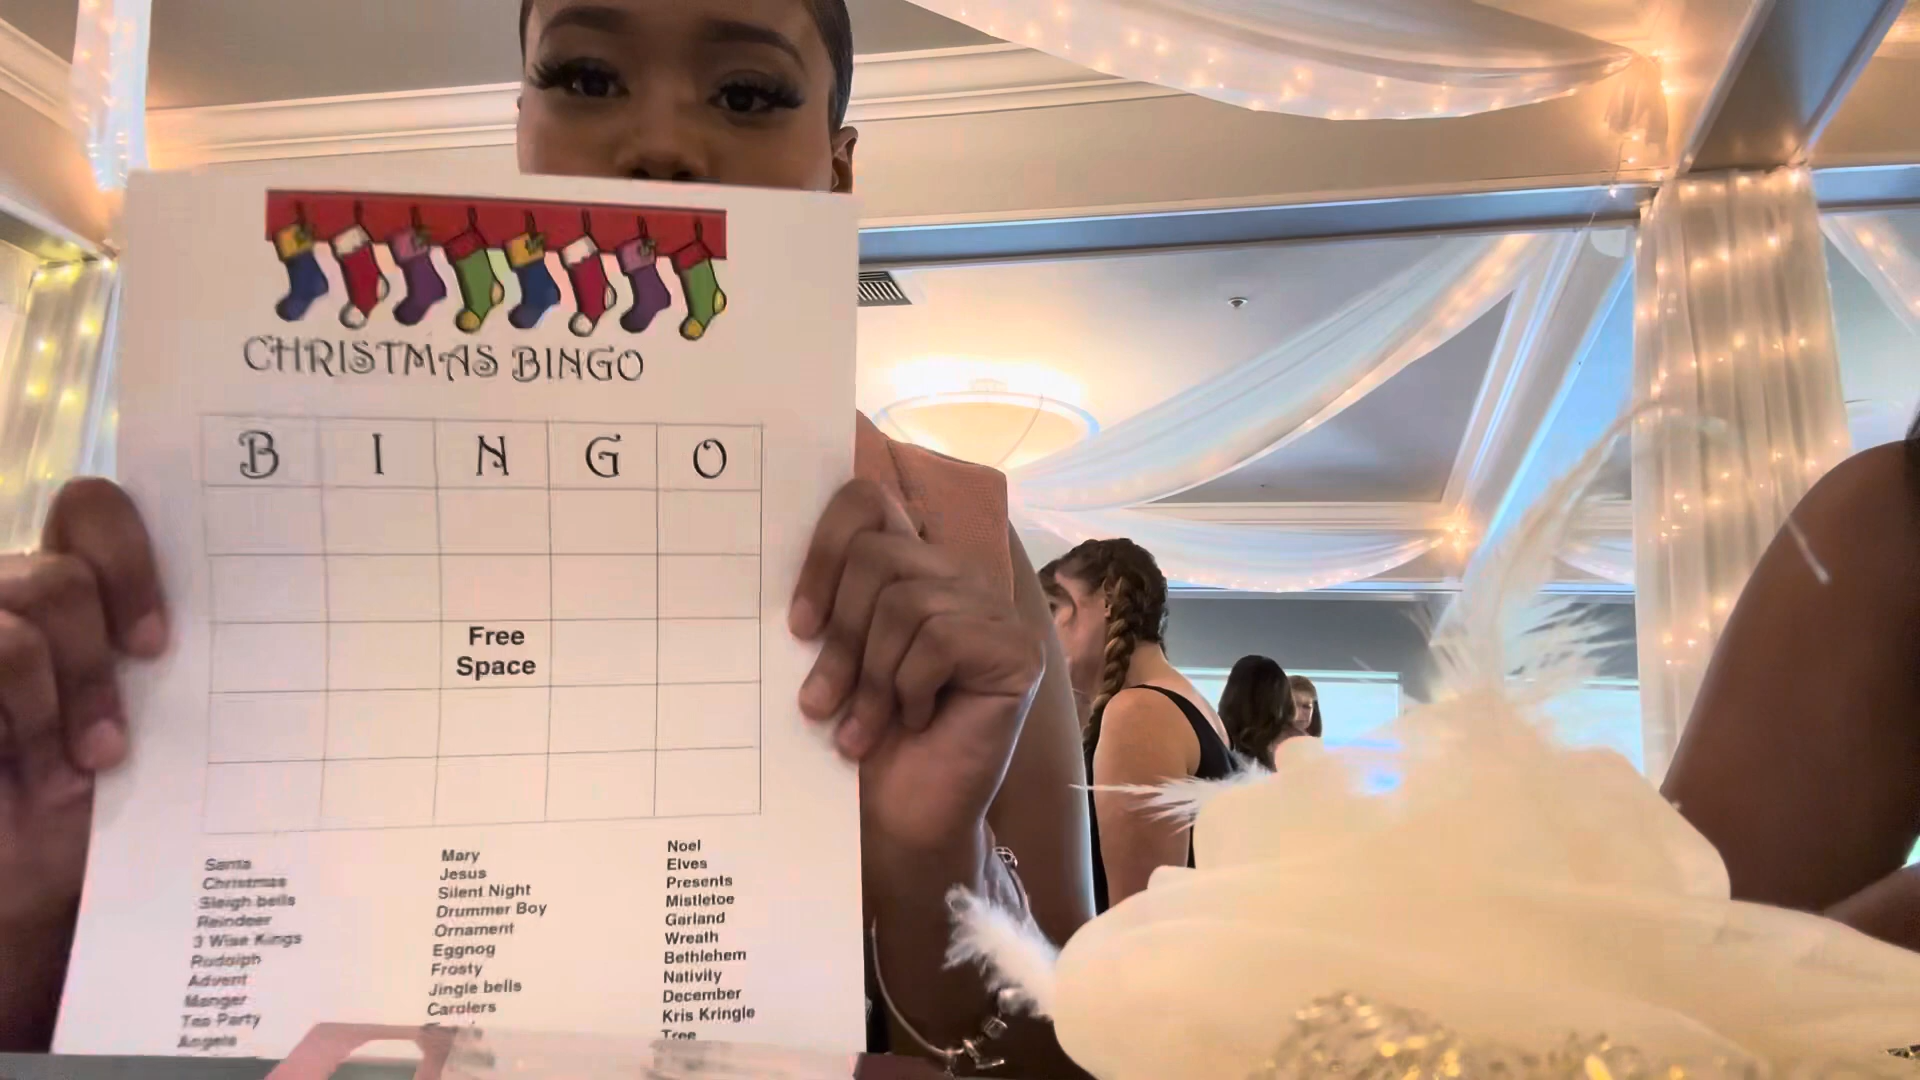 CHRISTMAS BINGO
B I N G O
Free
Space
Santa
Christmas
Sleigh bells
Reindeer
3 Wise Kings
Rudolph
Advent
Manger
Tea Party
Angels
Mary
Jesus
Silent Night
Drummer Boy
Ornament
Eggnog
Frosty
Jingle bells
Carolers
Noel
Elves
Presents
Mistletoe
Garland
Wreath
Bethlehem
Nativity
December
Kris Kringle
Tree